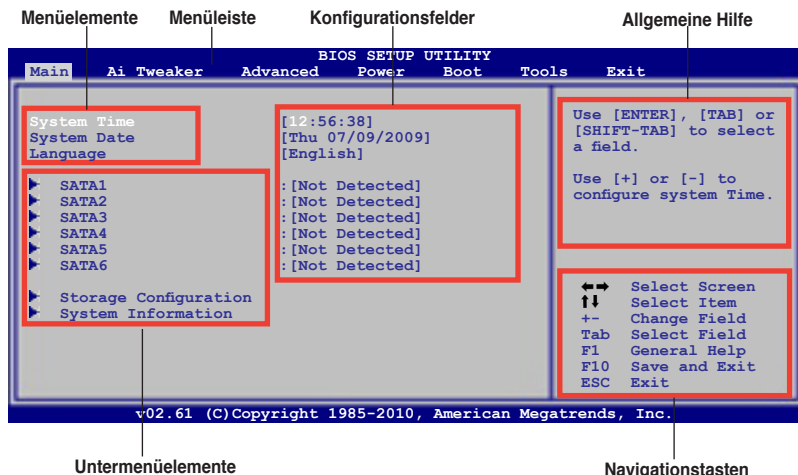 Menüelemente Menüleiste Konfigurationsfelder Allgemeine Hilfe
BIOS SETUP UTILITY
Main Ai Tweaker Advanced Power Boot Tools Exit
System Time [12:56:38]
System Date [Thu 07/09/2009]
Language [English]
SATA1 :[Not Detected]
SATA2 :[Not Detected]
SATA3 :[Not Detected]
SATA4 :[Not Detected]
SATA5 :[Not Detected]
SATA6 :[Not Detected]
Storage Configuration
System Information
Use [ENTER], [TAB] or
[SHIFT-TAB] to select
a field.
Use [+] or [-] to
configure system Time.
←→ Select Screen
↑↓ Select Item
+- Change Field
Tab Select Field
F1 General Help
F10 Save and Exit
ESC Exit
v02.61 (C)Copyright 1985-2010, American Megatrends, Inc.
Untermenüelemente Navigationstasten